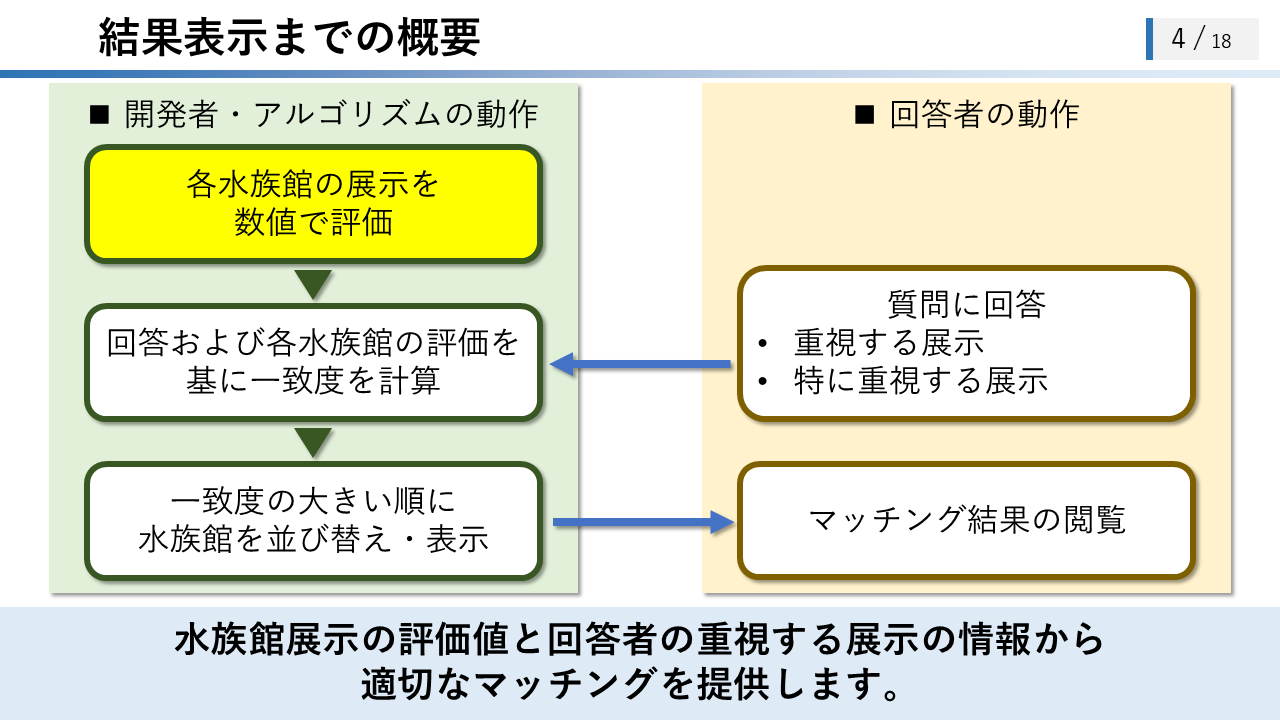 結果表示までの概要
4 / 18
■ 開発者・アルゴリズムの動作
各水族館の展示を
数値で評価
回答および各水族館の評価を
基に一致度を計算
一致度の大きい順に
水族館を並び替え・表示
■ 回答者の動作
質問に回答
• 重視する展示
• 特に重視する展示
マッチング結果の閲覧
水族館展示の評価値と回答者の重視する展示の情報から
適切なマッチングを提供します。